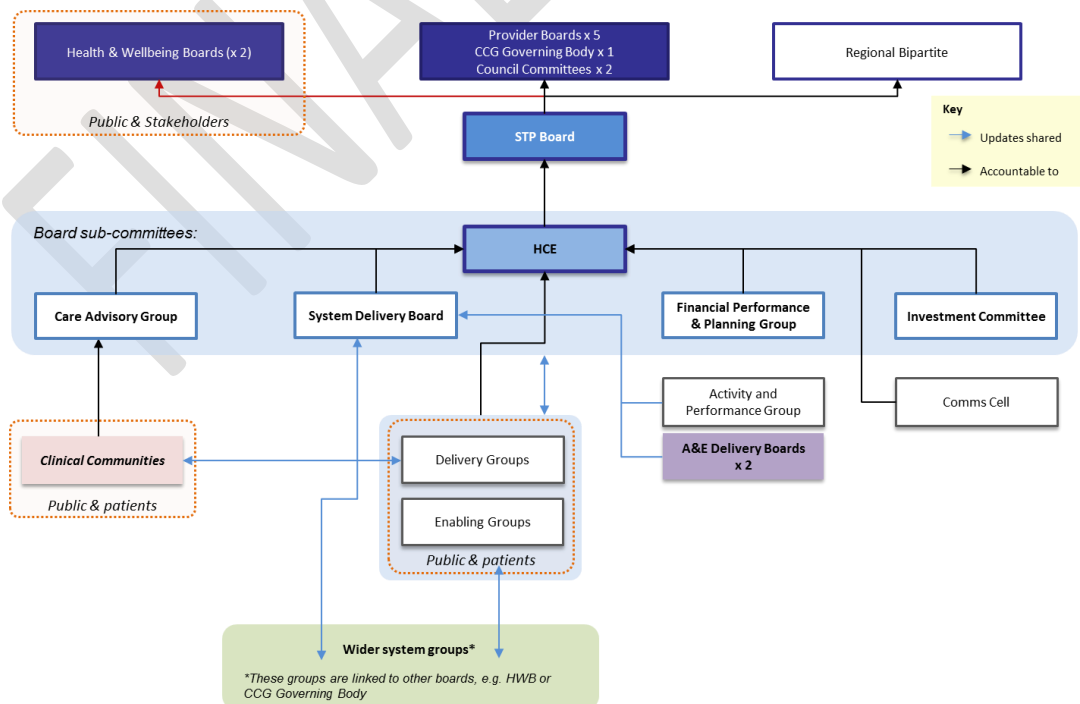 Health & Wellbeing Boards (x 2)
Public & Stakeholders
Provider Boards x 5
CCG Governing Body x 1
Council Committees x 2
Regional Bipartite
STP Board
Key
Updates shared
Accountable to
Board sub-committees:
HCE
Care Advisory Group
System Delivery Board
Financial Performance
& Planning Group
Investment Committee
Activity and
Performance Group
Comms Cell
A&E Delivery Boards
x 2
Clinical Communities
Public & patients
Delivery Groups
Enabling Groups
Public & patients
Wider system groups*
*These groups are linked to other boards, e.g. HWB or
CCG Governing Body
FINA